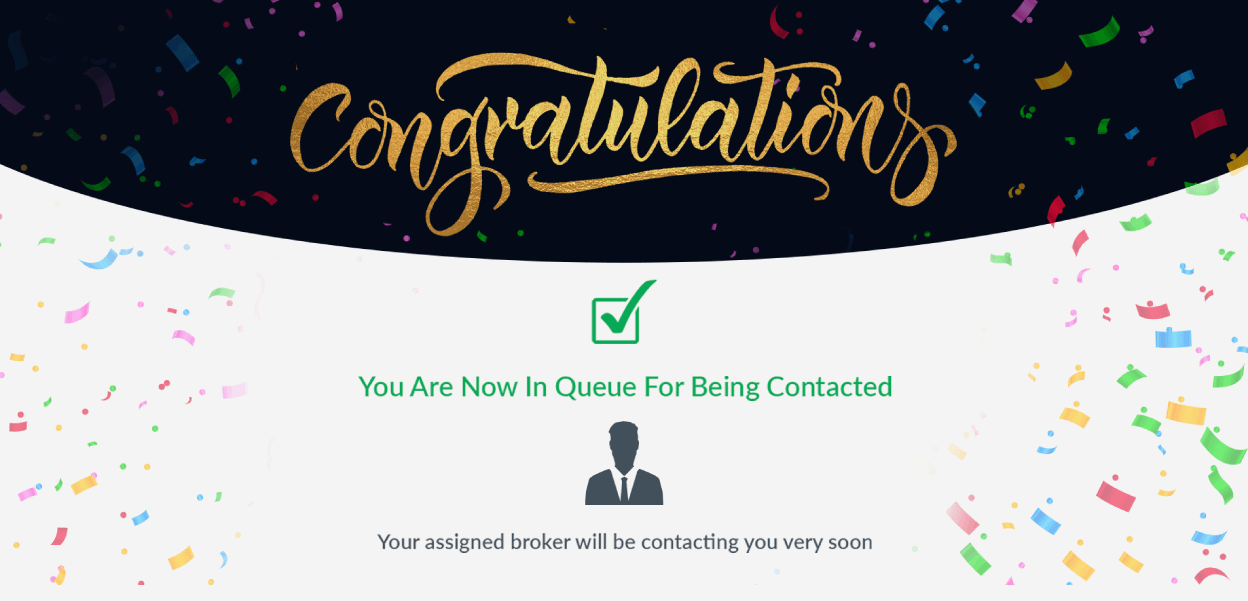 Congratulations
You Are Now In Queue For Being Contacted
Your assigned broker will be contacting you very soon